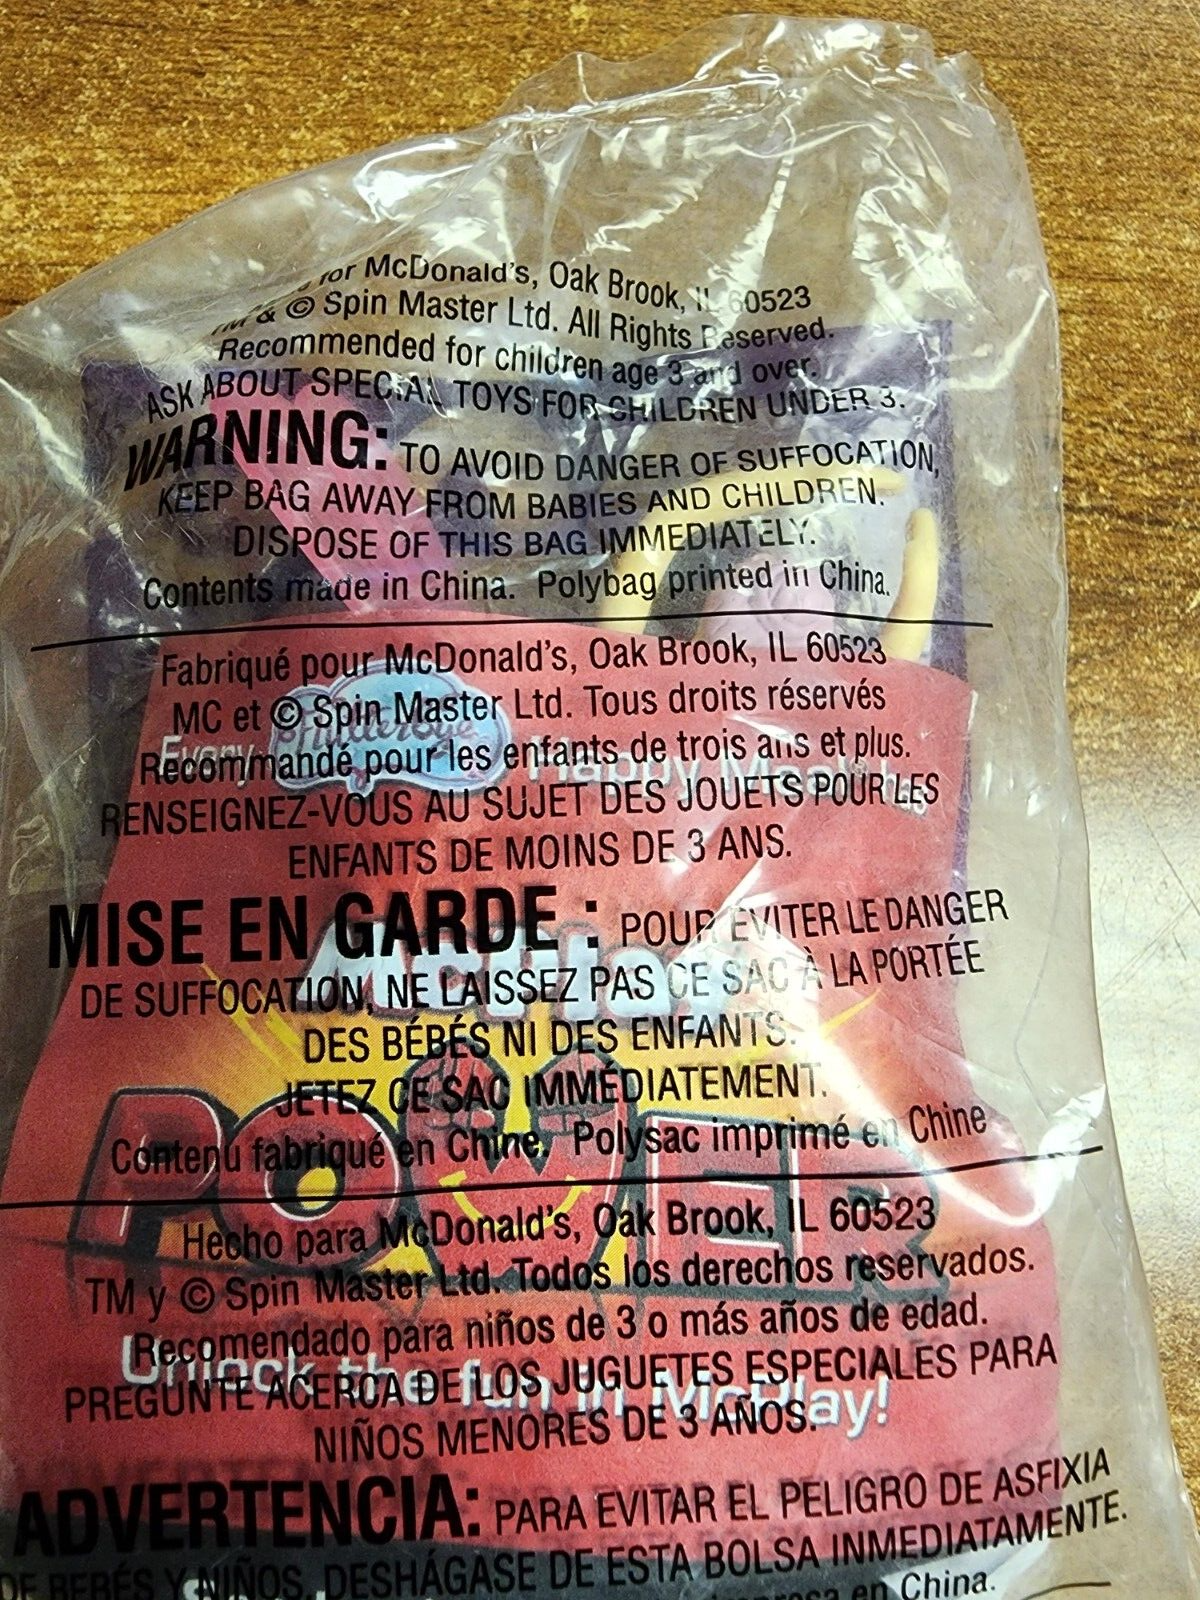 for McDonald's, Oak Brook, IL 60523
TM & © Spin Master Ltd. All Rights Reserved.
Recommended for children age 3 and over.
ASK ABOUT SPECIAL TOYS FOR CHILDREN UNDER 3.
WARNING: TO AVOID DANGER OF SUFFOCATION,
KEEP BAG AWAY FROM BABIES AND CHILDREN.
DISPOSE OF THIS BAG IMMEDIATELY.
Contents made in China. Polybag printed in China.
Fabriqué pour McDonald's, Oak Brook, IL 60523
MC et © Spin Master Ltd. Tous droits réservés
Every Happy
Recommandé pour les enfants de trois ans et plus.
RENSEIGNEZ-VOUS AU SUJET DES JOUETS POUR LES
ENFANTS DE MOINS DE 3 ANS.
MISE EN GARDE : POUR ÉVITER LE DANGER
DE SUFFOCATION, NE LAISSEZ PAS CE SAC À LA PORTÉE
DES BÉBÉS NI DES ENFANTS.
JETEZ CE SAC IMMÉDIATEMENT.
POWER
Contenu fabriqué en Chine. Polysac imprimé en Chine
Hecho para McDonald's, Oak Brook, IL 60523
TM y © Spin Master Ltd. Todos los derechos reservados.
Recomendado para niños de 3 o más años de edad.
Unlock the fun in McPlay!
PREGUNTE ACERCA DE LOS JUGUETES ESPECIALES PARA
NIÑOS MENORES DE 3 AÑOS.
ADVERTENCIA: PARA EVITAR EL PELIGRO DE ASFIXIA
DE BEBÉS Y NIÑOS, DESHÁGASE DE ESTA BOLSA INMEDIATAMENTE.
en China.